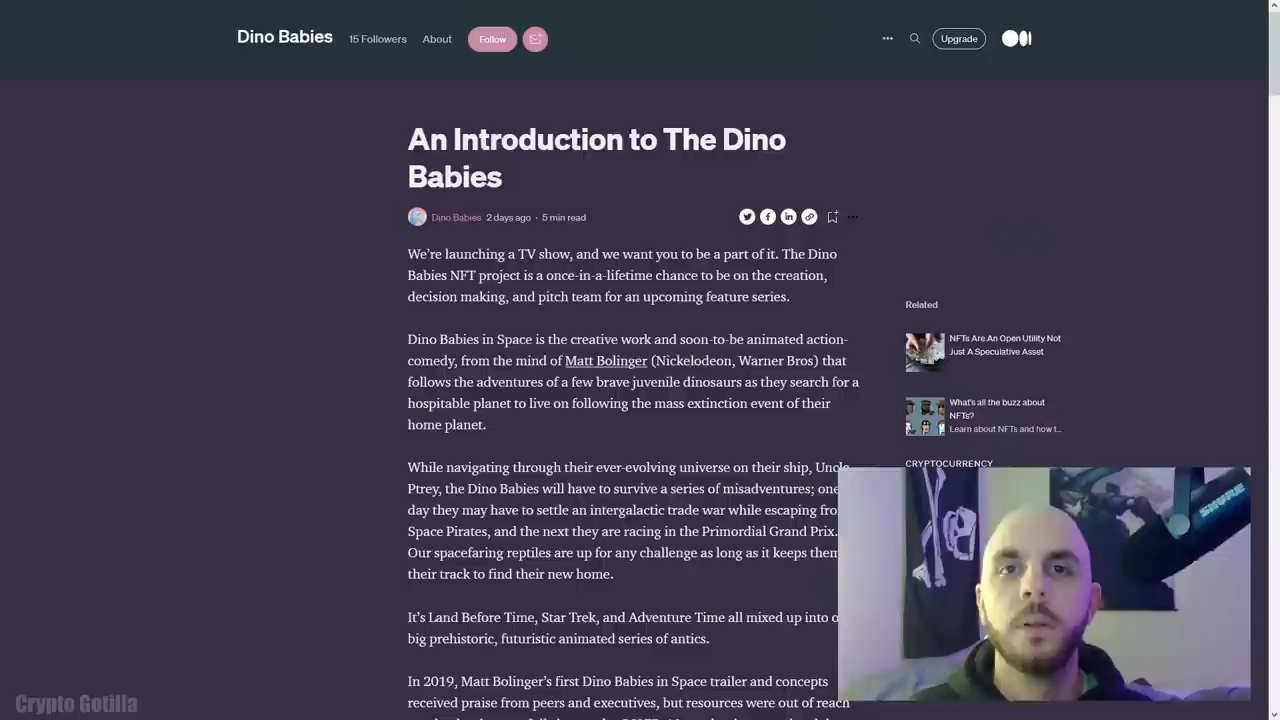 Dino Babies
15 Followers
About
Follow
Upgrade
An Introduction to The Dino
Babies
Dino Babies 2 days ago · 5 min read
We’re launching a TV show, and we want you to be a part of it. The Dino
Babies NFT project is a once-in-a-lifetime chance to be on the creation,
decision making, and pitch team for an upcoming feature series.
Dino Babies in Space is the creative work and soon-to-be animated action-
comedy, from the mind of Matt Bolinger (Nickelodeon, Warner Bros) that
follows the adventures of a few brave juvenile dinosaurs as they search for a
hospitable planet to live on following the mass extinction event of their
home planet.
While navigating through their ever-evolving universe on their ship, Uncle
Ptrey, the Dino Babies will have to survive a series of misadventures; one
day they may have to settle an intergalactic trade war while escaping from
Space Pirates, and the next they are racing in the Primordial Grand Prix.
Our spacefaring reptiles are up for any challenge as long as it keeps them
their track to find their new home.
It’s Land Before Time, Star Trek, and Adventure Time all mixed up into
big prehistoric, futuristic animated series of antics.
In 2019, Matt Bolinger’s first Dino Babies in Space trailer and concepts
received praise from peers and executives, but resources were out of reach
Related
NFTs Are An Open Utility Not
Just A Speculative Asset
What’s all the buzz about
NFTs?
Learn about NFTs and how t...
CRYPTOCURRENCY
SHURE
Crypto Gotilla